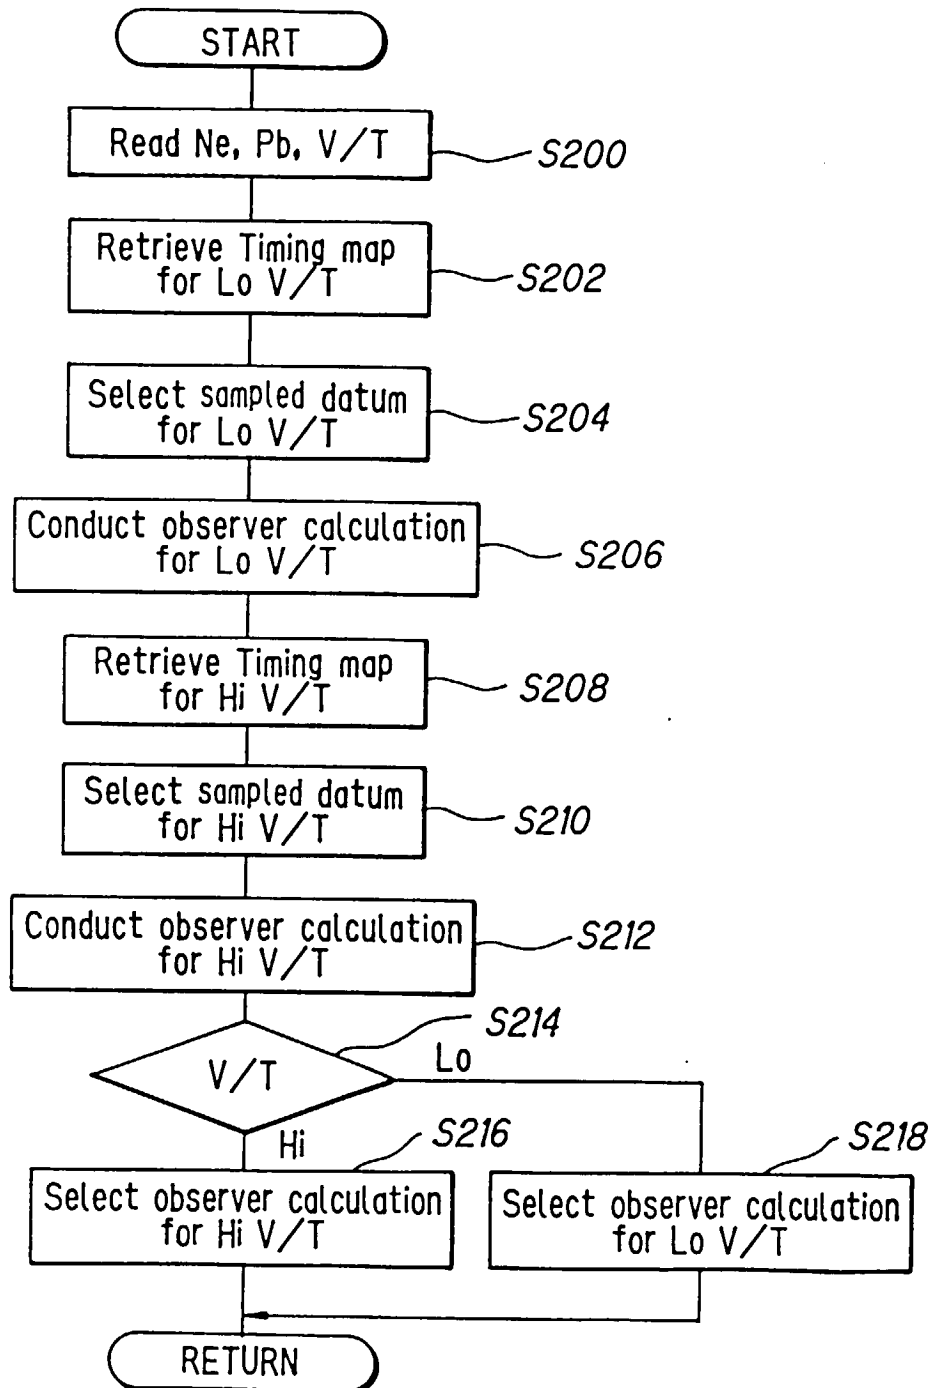 START
Read Ne, Pb, V/T
S200
Retrieve Timing map
for Lo V/T
S202
Select sampled datum
for Lo V/T
S204
Conduct observer calculation
for Lo V/T
S206
Retrieve Timing map
for Hi V/T
S208
Select sampled datum
for Hi V/T
S210
Conduct observer calculation
for Hi V/T
S212
S214
V/T
Lo
Hi
S216
S218
Select observer calculation
for Hi V/T
Select observer calculation
for Lo V/T
RETURN